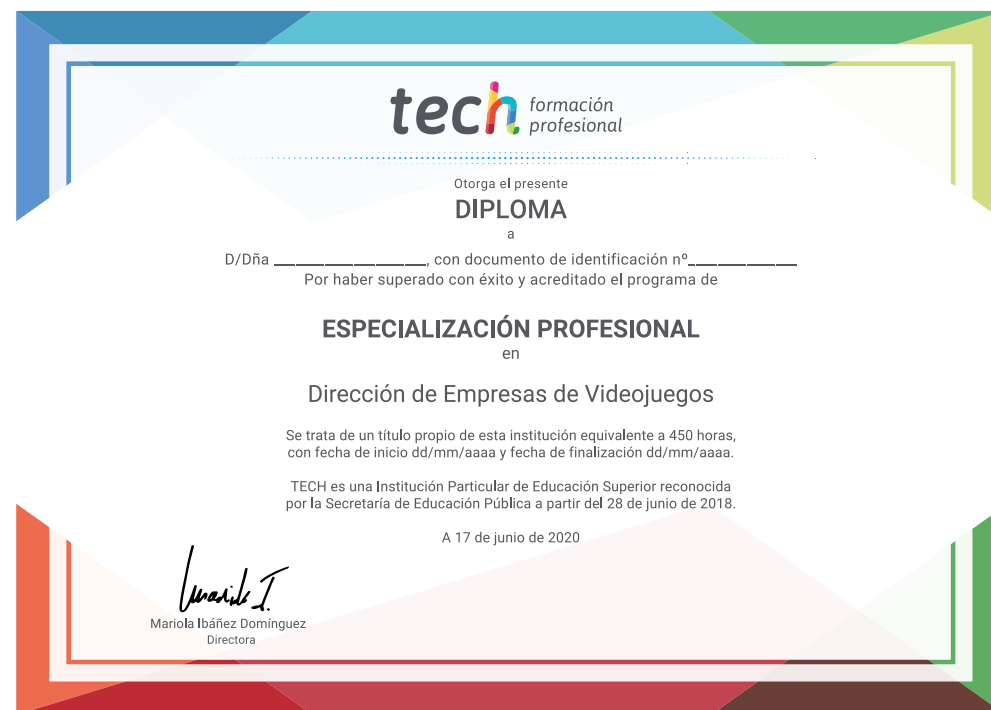 tech formación
profesional
Otorga el presente
DIPLOMA
a
D/Dña ______________, con documento de identificación nº__________
Por haber superado con éxito y acreditado el programa de
ESPECIALIZACIÓN PROFESIONAL
en
Dirección de Empresas de Videojuegos
Se trata de un título propio de esta institución equivalente a 450 horas,
con fecha de inicio dd/mm/aaaa y fecha de finalización dd/mm/aaaa.
TECH es una Institución Particular de Educación Superior reconocida
por la Secretaría de Educación Pública a partir del 28 de junio de 2018.
A 17 de junio de 2020
Mariola Ibáñez Domínguez
Directora